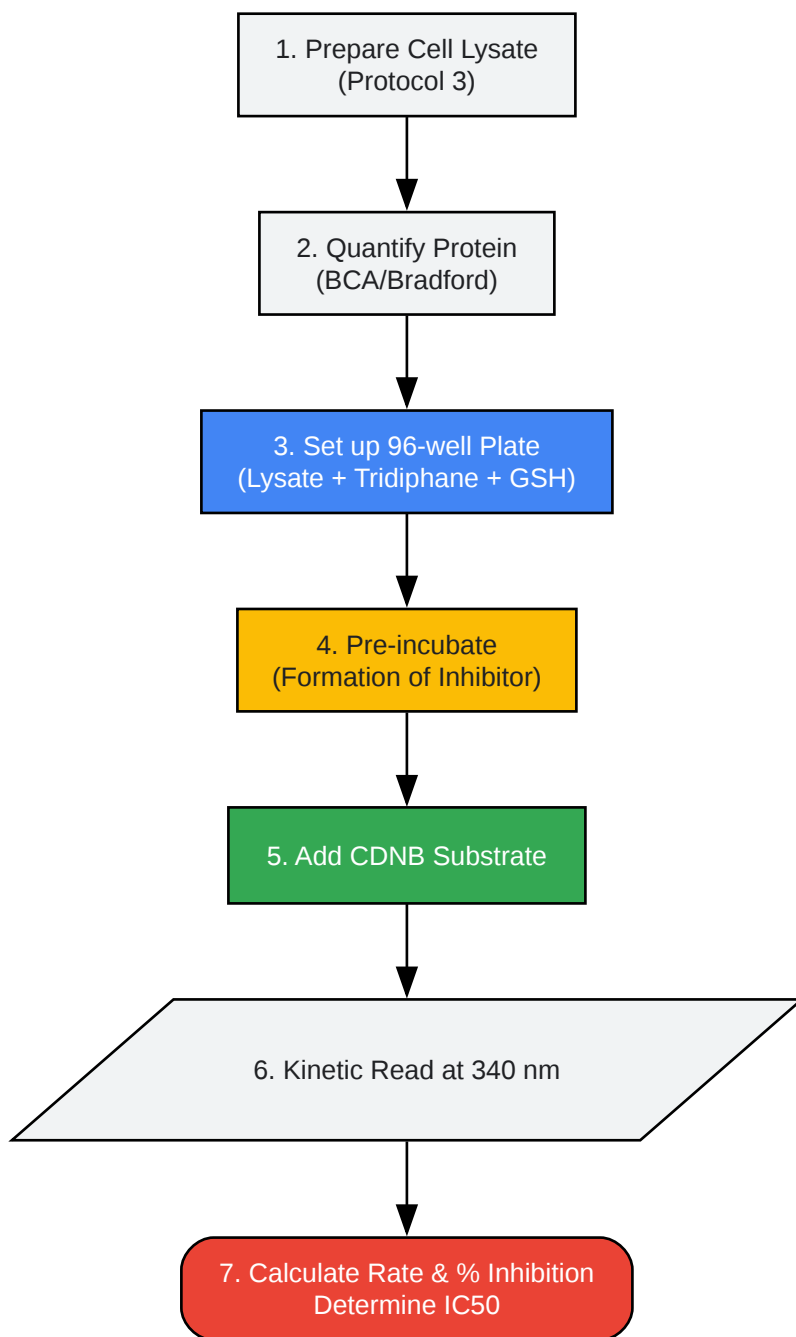 1. Prepare Cell Lysate
(Protocol 3)
2. Quantify Protein
(BCA/Bradford)
3. Set up 96-well Plate
(Lysate + Tridiphane + GSH)
4. Pre-incubate
(Formation of Inhibitor)
5. Add CDNB Substrate
6. Kinetic Read at 340 nm
7. Calculate Rate & % Inhibition
Determine IC50